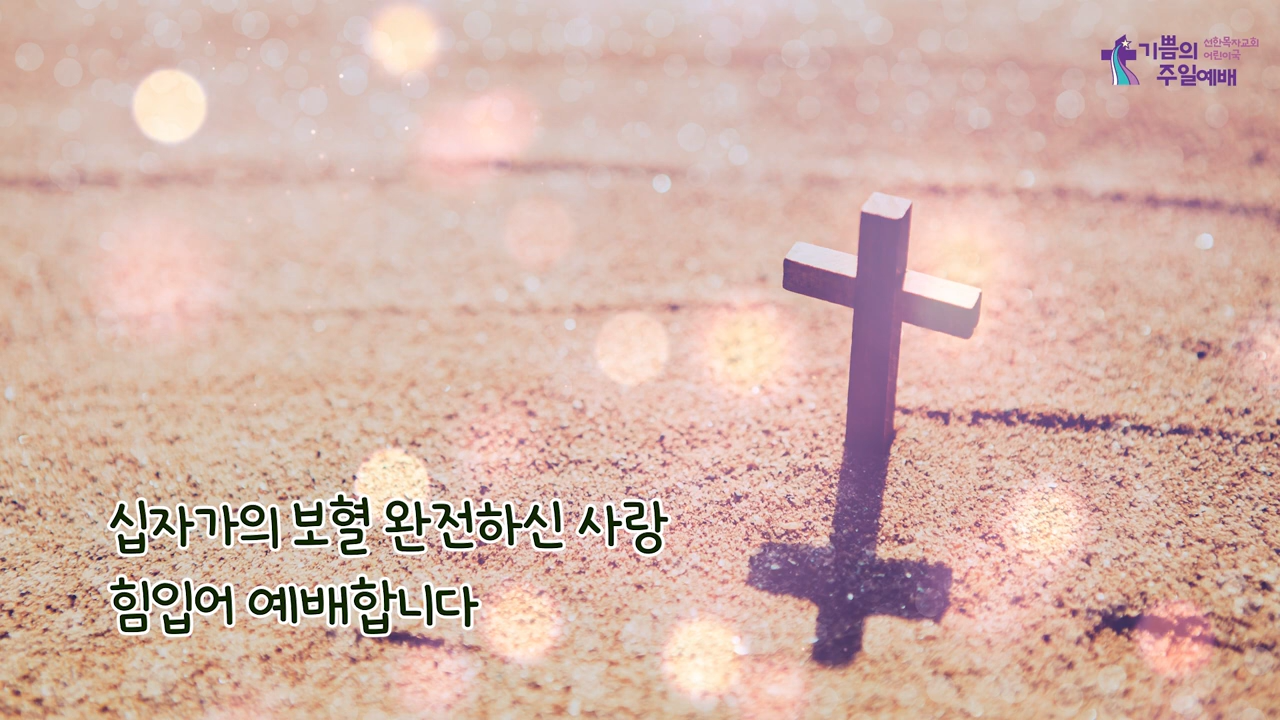 기쁨의 선한목자교회
어린이국
주일예배
십자가의 보혈 완전하신 사랑
힘입어 예배합니다